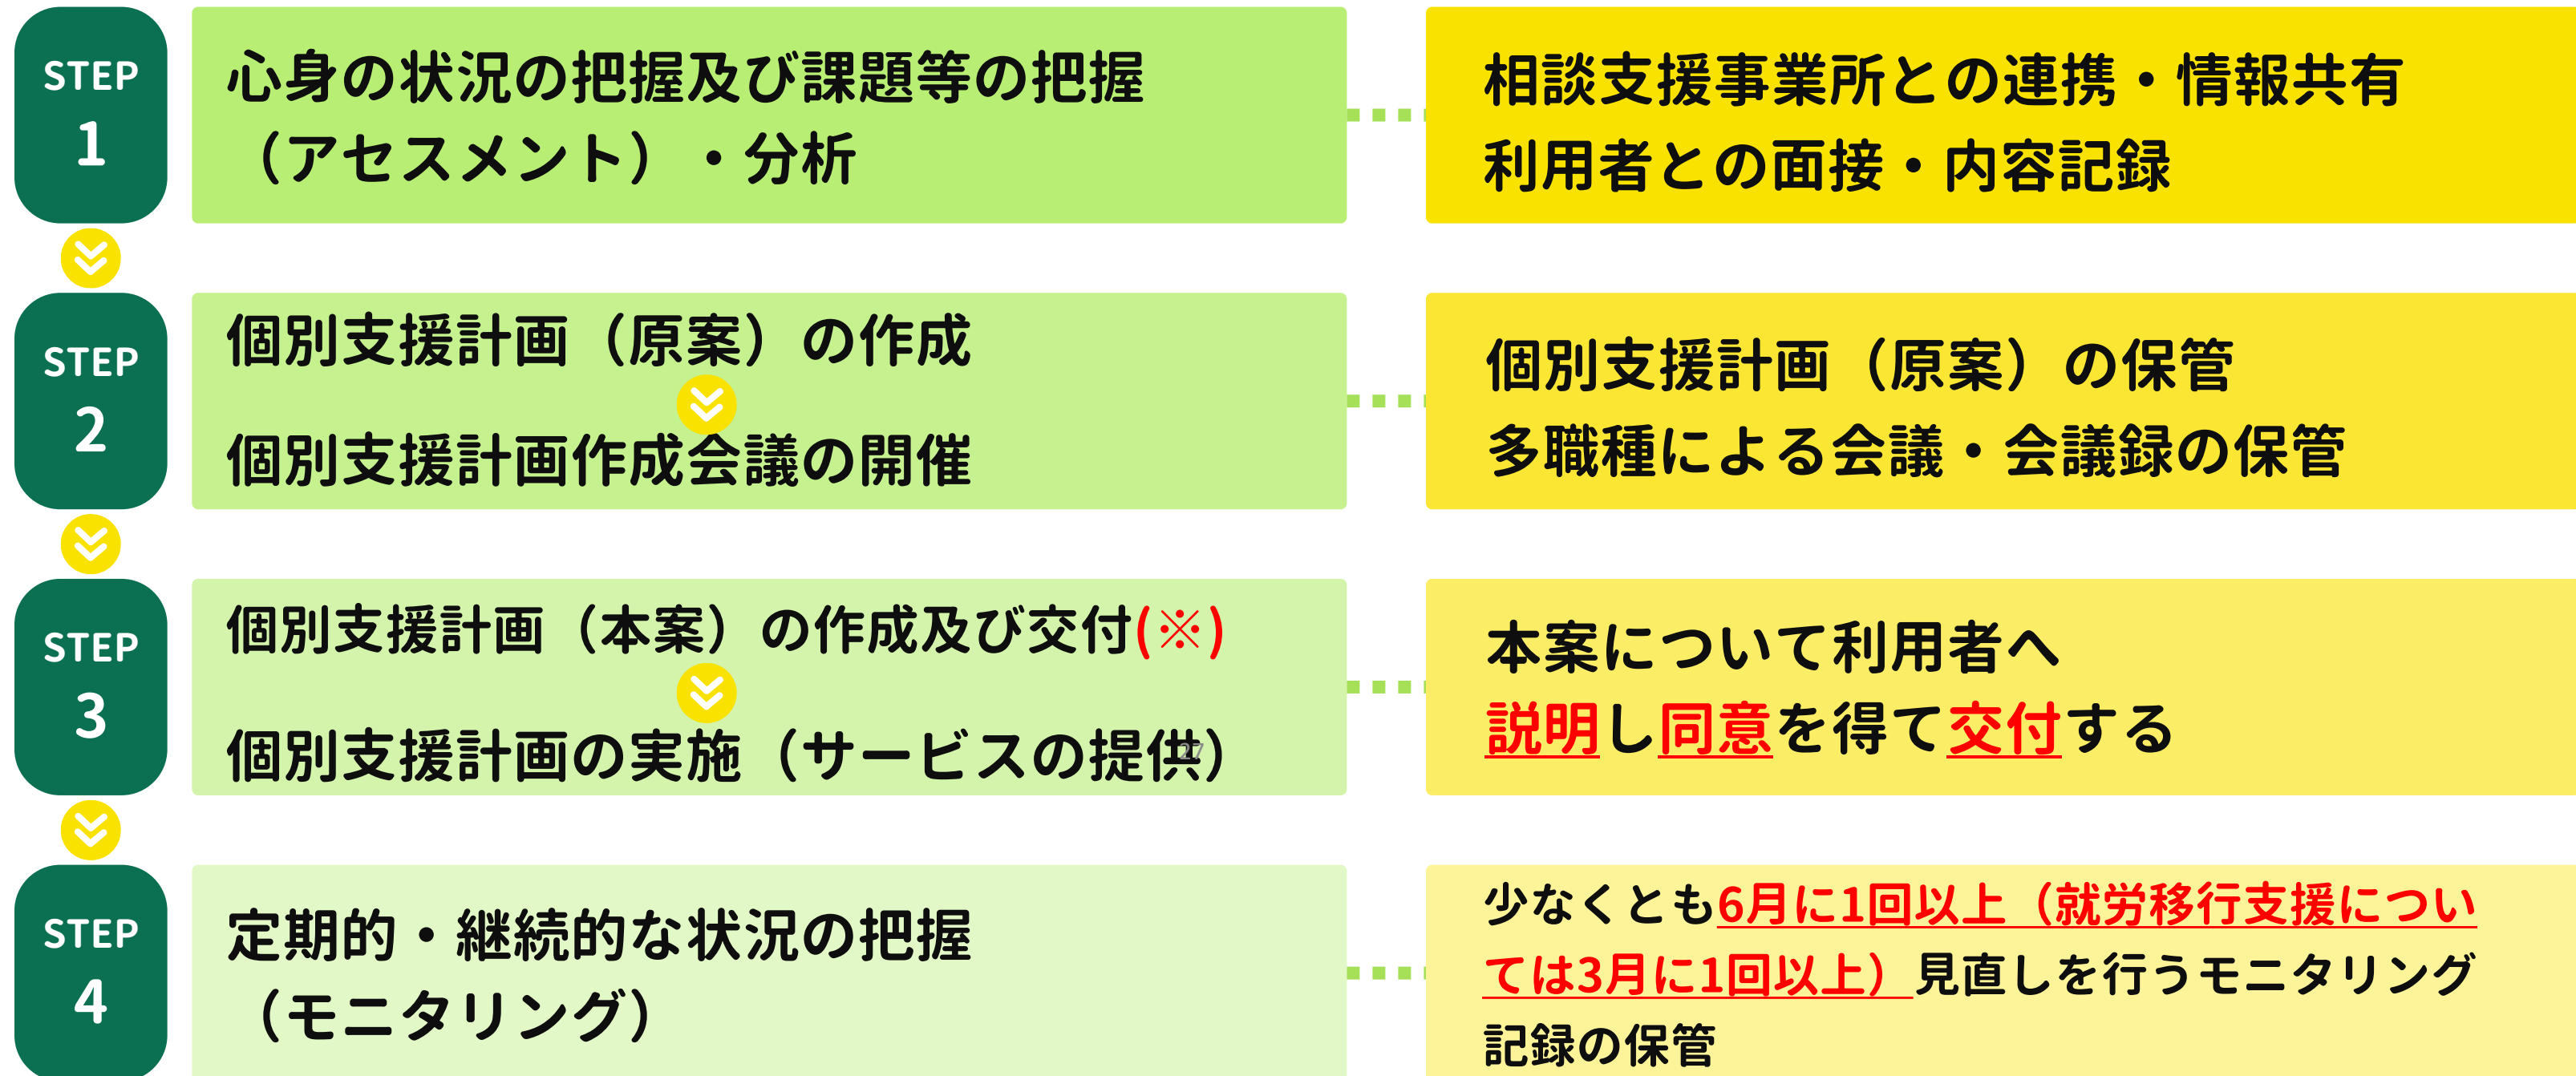 STEP
1
心身の状況の把握及び課題等の把握
（アセスメント）・分析
相談支援事業所との連携・情報共有
利用者との面接・内容記録
STEP
2
個別支援計画（原案）の作成
個別支援計画作成会議の開催
個別支援計画（原案）の保管
多職種による会議・会議録の保管
STEP
3
個別支援計画（本案）の作成及び交付(※)
個別支援計画の実施（サービスの提供）
27
本案について利用者へ
説明し同意を得て交付する
STEP
4
定期的・継続的な状況の把握
（モニタリング）
少なくとも6月に1回以上（就労移行支援につい
ては3月に1回以上）見直しを行うモニタリング
記録の保管